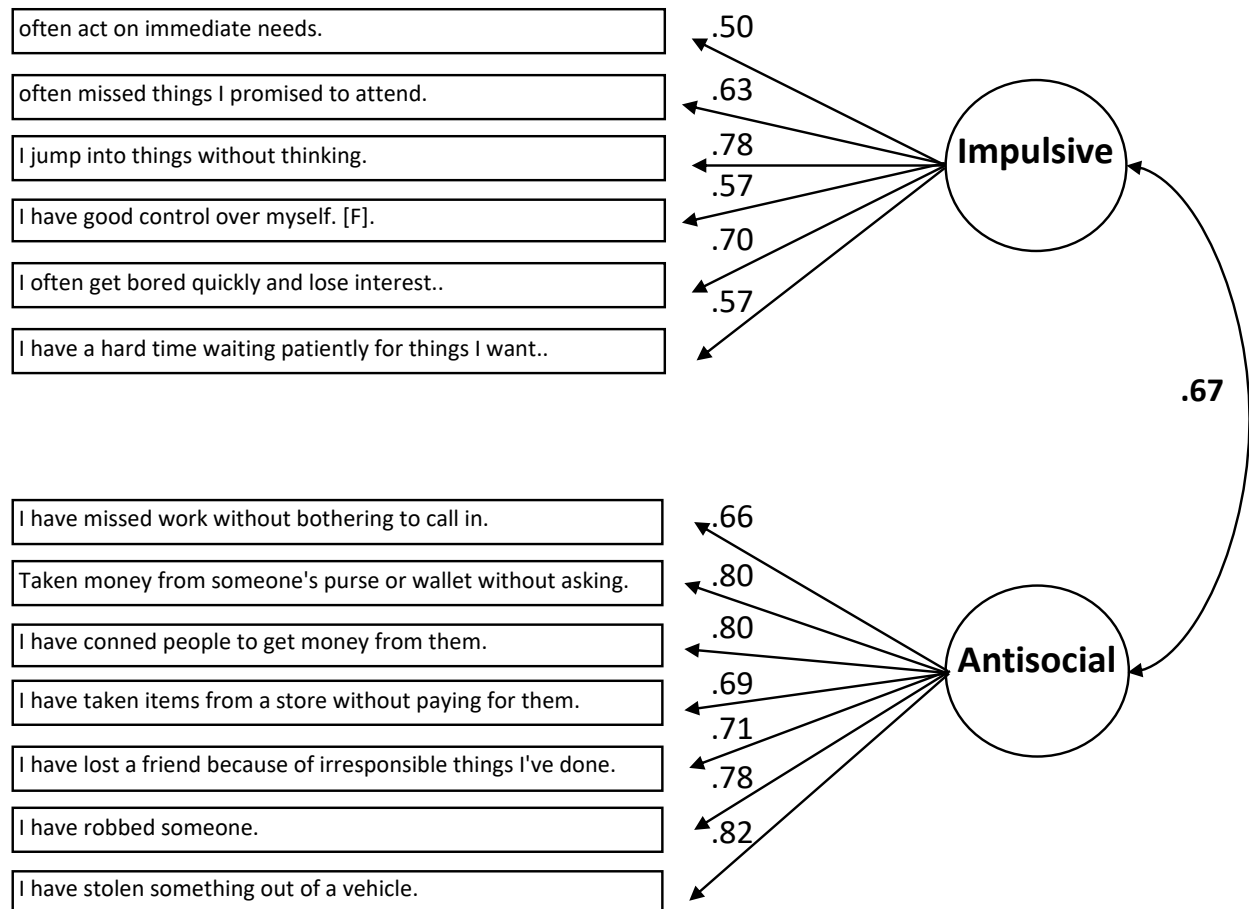 often act on immediate needs.
.50
often missed things I promised to attend.
.63
I jump into things without thinking.
.78
Impulsive
.57
I have good control over myself. [F].
.70
I often get bored quickly and lose interest..
.57
I have a hard time waiting patiently for things I want..
.67
I have missed work without bothering to call in.
.66
Taken money from someone's purse or wallet without asking.
.80
I have conned people to get money from them.
.80
Antisocial
I have taken items from a store without paying for them.
.69
.71
I have lost a friend because of irresponsible things I've done.
.78
I have robbed someone.
.82
I have stolen something out of a vehicle.